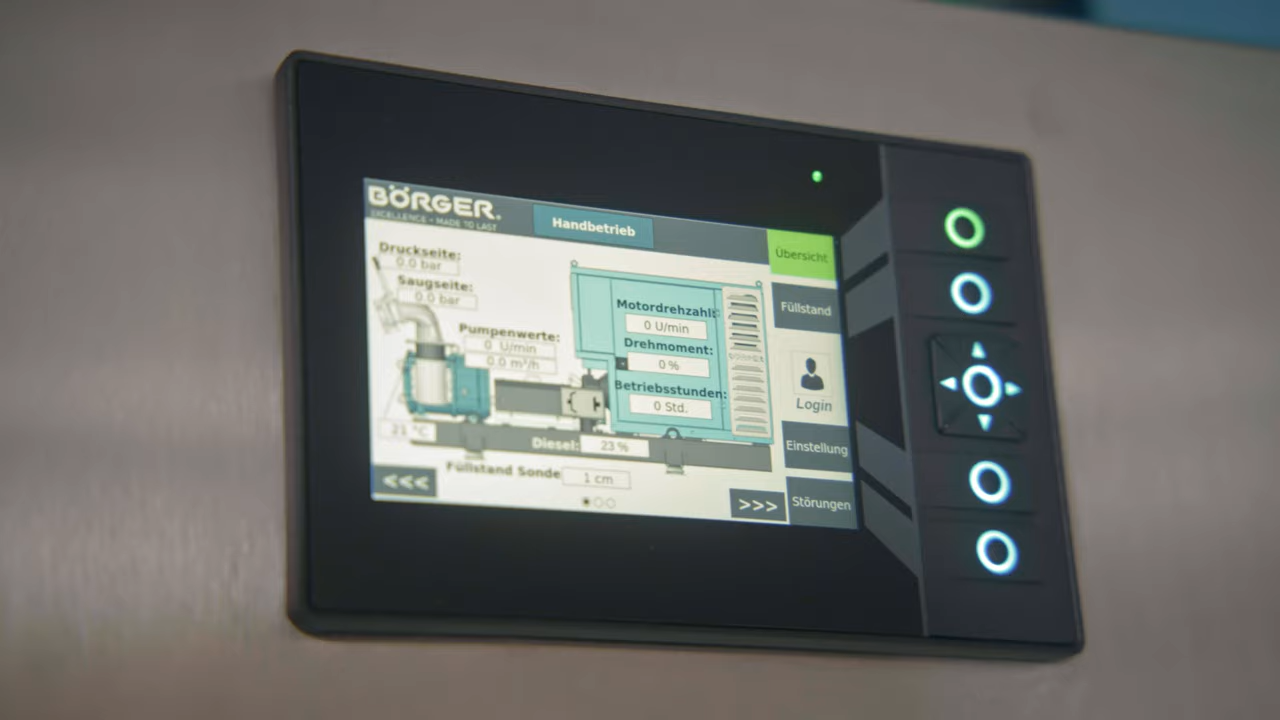 BÖRGER®
EXCELLENCE - MADE TO LAST
Handbetrieb
Übersicht
Druckseite:
0.0 bar
Saugseite:
0.0 bar
Pumpenwerte:
0 U/min
0.0 m³/h
Motordrehzahl:
0 U/min
Drehmoment:
0 %
Betriebsstunden:
0 Std.
Füllstand
Login
Einstellung
Störungen
21 °C
Diesel: 23 %
Füllstand Sonde 1 cm
<<<
>>>